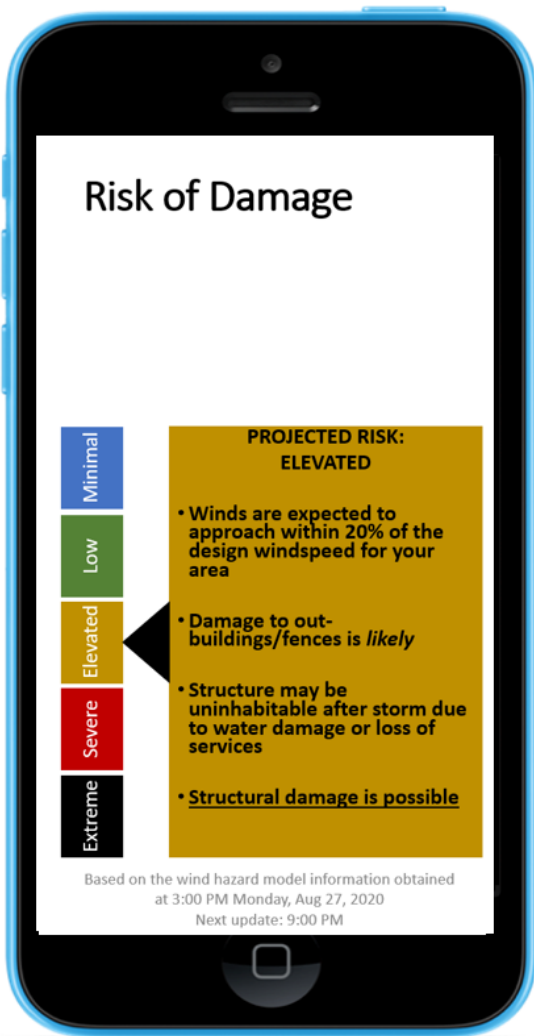 Risk of Damage
Minimal
Low
Elevated
Severe
Extreme
PROJECTED RISK:
ELEVATED
• Winds are expected to
approach within 20% of the
design windspeed for your
area
• Damage to out-
buildings/fences is likely
• Structure may be
uninhabitable after storm due
to water damage or loss of
services
• Structural damage is possible
Based on the wind hazard model information obtained
at 3:00 PM Monday, Aug 27, 2020
Next update: 9:00 PM